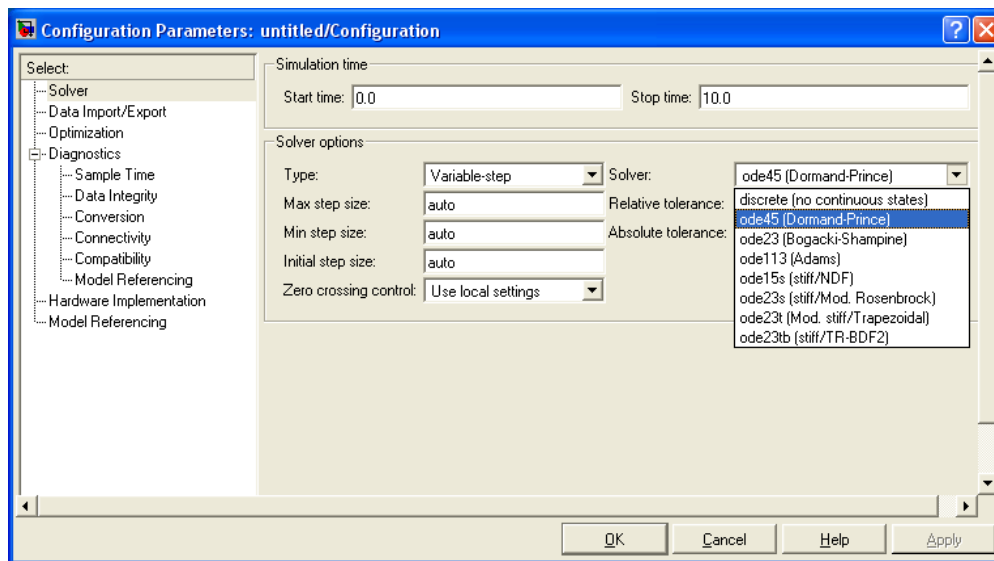 Configuration Parameters: untitled/Configuration
Select:
Solver
Data Import/Export
Optimization
Diagnostics
Sample Time
Data Integrity
Conversion
Connectivity
Compatibility
Model Referencing
Hardware Implementation
Model Referencing
Simulation time
Start time: 0.0 Stop time: 10.0
Solver options
Type: Variable-step Solver: ode45 (Dormand-Prince)
Max step size: auto Relative tolerance:
Min step size: auto Absolute tolerance:
Initial step size: auto
Zero crossing control: Use local settings
discrete (no continuous states)
ode45 (Dormand-Prince)
ode23 (Bogacki-Shampine)
ode113 (Adams)
ode15s (stiff/NDF)
ode23s (stiff/Mod. Rosenbrock)
ode23t (Mod. stiff/Trapezoidal)
ode23tb (stiff/TR-BDF2)
OK Cancel Help Apply